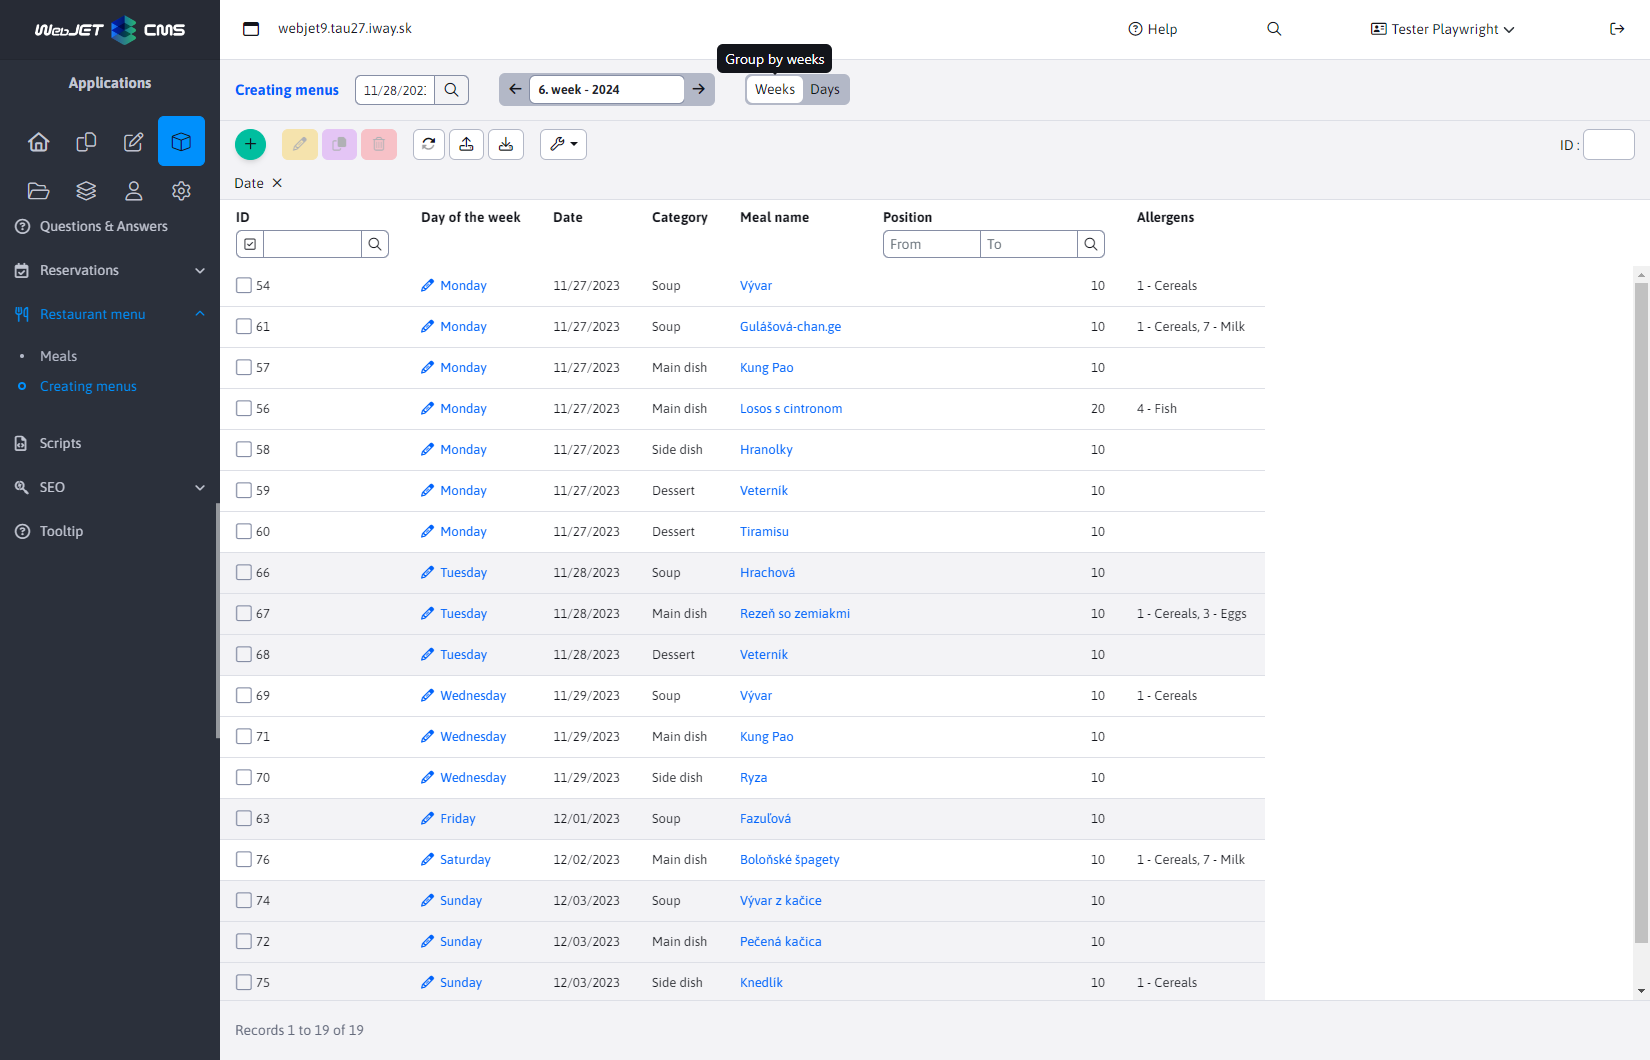 WebJET CMS
webjet9.tau27.iway.sk
Help
Tester Playwright
Applications
Questions & Answers
Reservations
Restaurant menu
Meals
Creating menus
Scripts
SEO
Tooltip
Group by weeks
Creating menus
6. week - 2024
Weeks
Days
ID :
Date
ID Day of the week Date Category Meal name Position Allergens
From To
54 Monday 11/27/2023 Soup Vývar 10 1 - Cereals
61 Monday 11/27/2023 Soup Gulášová-chan.ge 10 1 - Cereals, 7 - Milk
57 Monday 11/27/2023 Main dish Kung Pao 10
56 Monday 11/27/2023 Main dish Losos s cintronom 20 4 - Fish
58 Monday 11/27/2023 Side dish Hranolky 10
59 Monday 11/27/2023 Dessert Veterník 10
60 Monday 11/27/2023 Dessert Tiramisu 10
66 Tuesday 11/28/2023 Soup Hrachová 10
67 Tuesday 11/28/2023 Main dish Rezeň so zemiakmi 10 1 - Cereals, 3 - Eggs
68 Tuesday 11/28/2023 Dessert Veterník 10
69 Wednesday 11/29/2023 Soup Vývar 10 1 - Cereals
71 Wednesday 11/29/2023 Main dish Kung Pao 10
70 Wednesday 11/29/2023 Side dish Ryza 10
63 Friday 12/01/2023 Soup Fazuľová 10
76 Saturday 12/02/2023 Main dish Boloňské špagety 10 1 - Cereals, 7 - Milk
74 Sunday 12/03/2023 Soup Vývar z kačice 10
72 Sunday 12/03/2023 Main dish Pečená kačica 10
75 Sunday 12/03/2023 Side dish Knedlík 10 1 - Cereals
Records 1 to 19 of 19